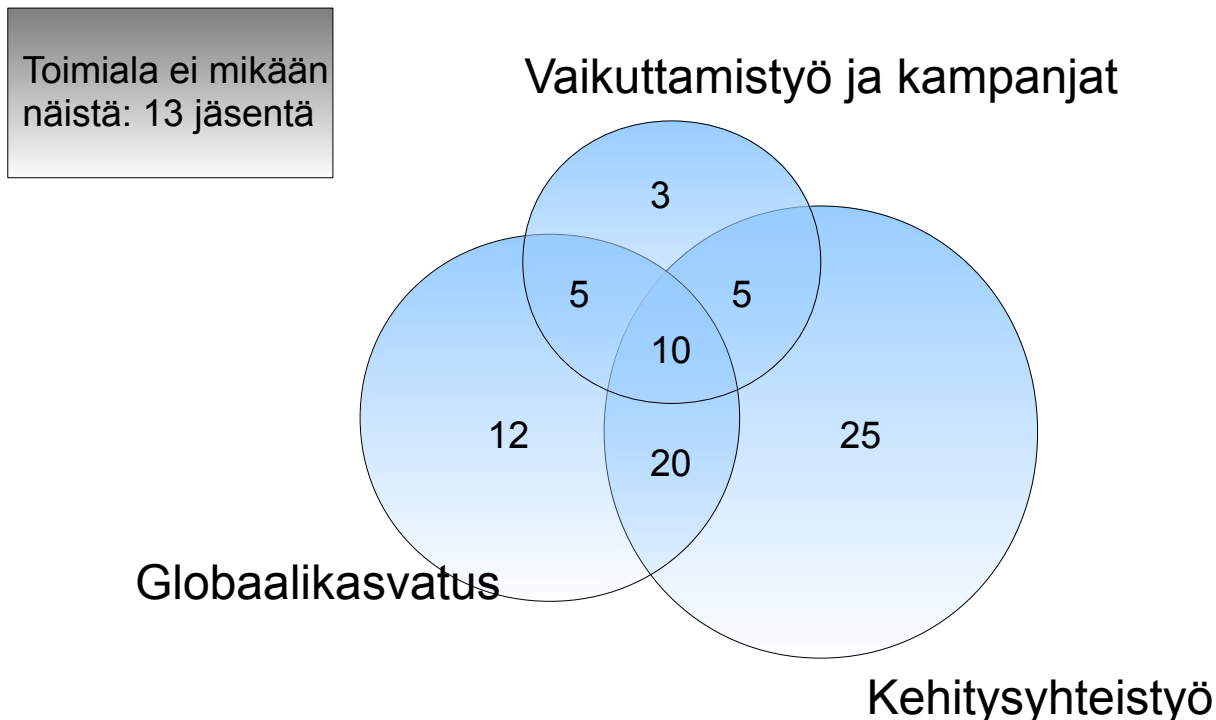 Toimiala ei mikään
näistä: 13 jäsentä
Vaikuttamistyö ja kampanjat
3
5
5
10
12
25
20
Globaalikasvatus
Kehitysyhteistyö